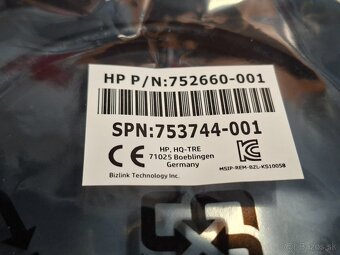 HP P/N:752660-001
SPN:753744-001
HP, HQ-TRE
71025 Boeblingen
Germany
MSIP-REM-BZL-KS10058
Bizlink Technology Inc.